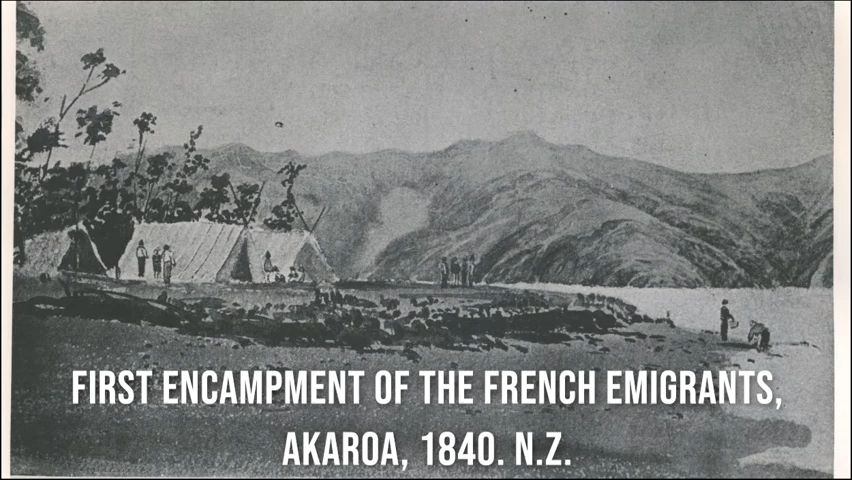 FIRST ENCAMPMENT OF THE FRENCH EMIGRANTS,
AKAROA, 1840. N.Z.